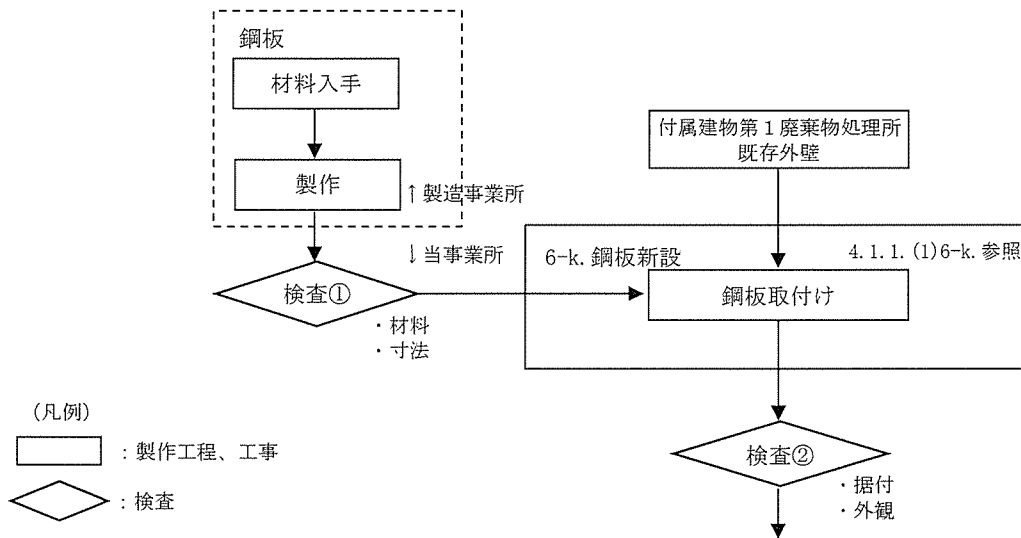 鋼板
材料入手
製作
↑製造事業所
↓当事業所
検査①
・材料
・寸法
付属建物第1廃棄物処理所
既存外壁
6-k.鋼板新設
4.1.1.(1)6-k.参照
鋼板取付け
検査②
・据付
・外観
(凡例)
：製作工程、工事
：検査